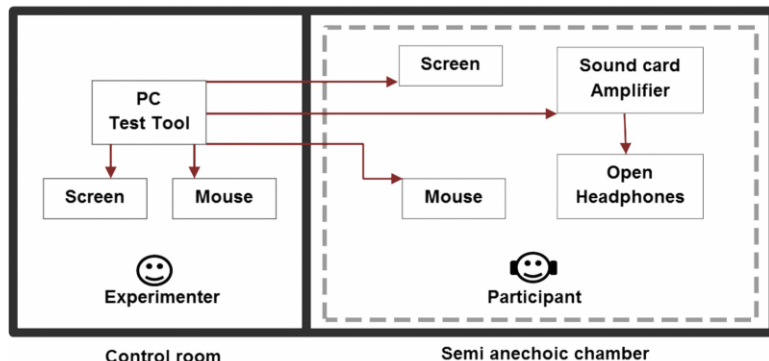 PC
Test Tool
Screen
Mouse
Experimenter
Control room
Screen
Sound card
Amplifier
Mouse
Open
Headphones
Participant
Semi anechoic chamber